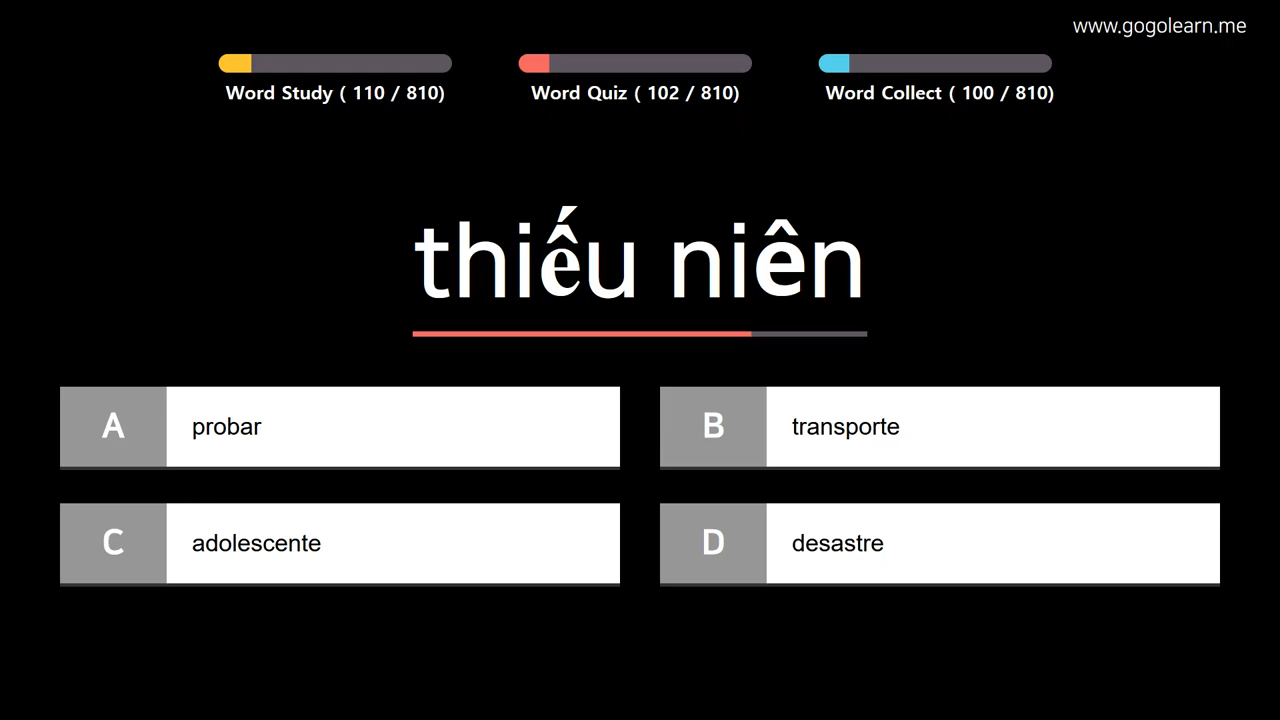 www.gogolearn.me
Word Study ( 110 / 810)
Word Quiz ( 102 / 810)
Word Collect ( 100 / 810)
thiếu niên
A probar
B transporte
C adolescente
D desastre